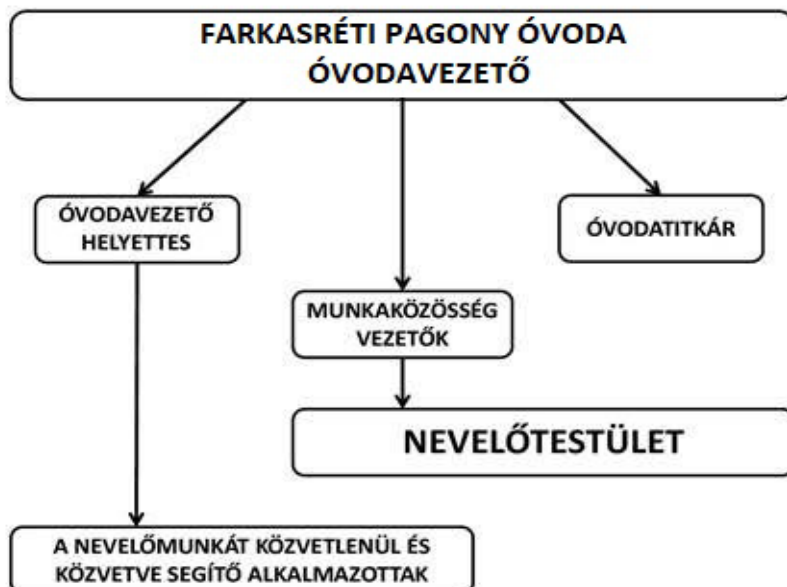 FARKASRÉTI PAGONY ÓVODA
ÓVODAVEZETŐ
ÓVODAVEZETŐ
HELYETTES
ÓVODATITKÁR
MUNKAKÖZÖSSÉG
VEZETŐK
NEVELŐTESTÜLET
A NEVELŐMUNKÁT KÖZVETLENÜL ÉS
KÖZVETVE SEGÍTŐ ALKALMAZOTTAK